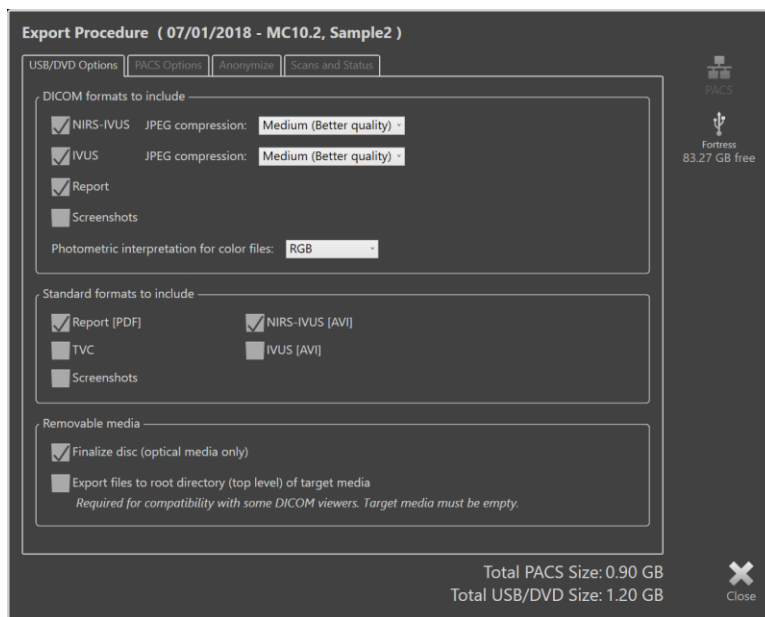 Export Procedure  ( 07/01/2018 - MC10.2, Sample2 )
USB/DVD Options PACS Options Anonymize Scans and Status
PACS
Fortress
83.27 GB free
DICOM formats to include
NIRS-IVUS JPEG compression: Medium (Better quality)
IVUS JPEG compression: Medium (Better quality)
Report
Screenshots
Photometric interpretation for color files: RGB
Standard formats to include
Report [PDF] NIRS-IVUS [AVI]
TVC IVUS [AVI]
Screenshots
Removable media
Finalize disc (optical media only)
Export files to root directory (top level) of target media
Required for compatibility with some DICOM viewers. Target media must be empty.
Total PACS Size: 0.90 GB
Total USB/DVD Size: 1.20 GB
Close